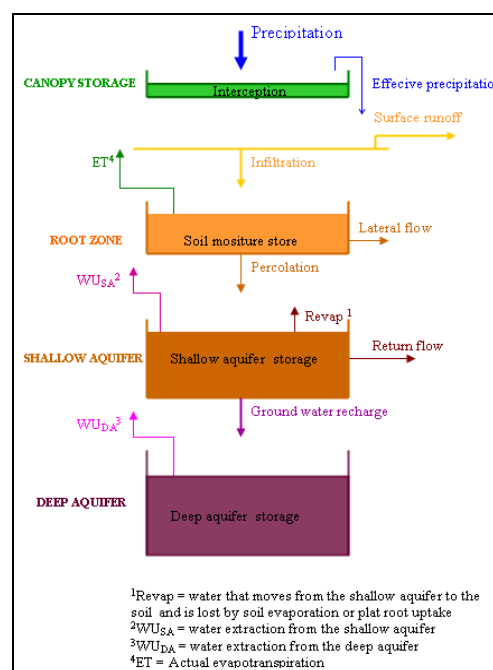 Precipitation
CANOPY STORAGE
Interception
Effecive precipitation
Surface runoff
ET4
Infiltration
ROOT ZONE
Soil mositure store
Lateral flow
WUSA2
Percolation
Revap 1
SHALLOW AQUIFER
Shallow aquifer storage
Return flow
WUDA3
Ground water recharge
DEEP AQUIFER
Deep aquifer storage
1Revap = water that moves from the shallow aquifer to the
soil and is lost by soil evaporation or plat root uptake
2WUSA = water extraction from the shallow aquifer
3WUDA = water extraction from the deep aquifer
4ET = Actual evapotranspiration